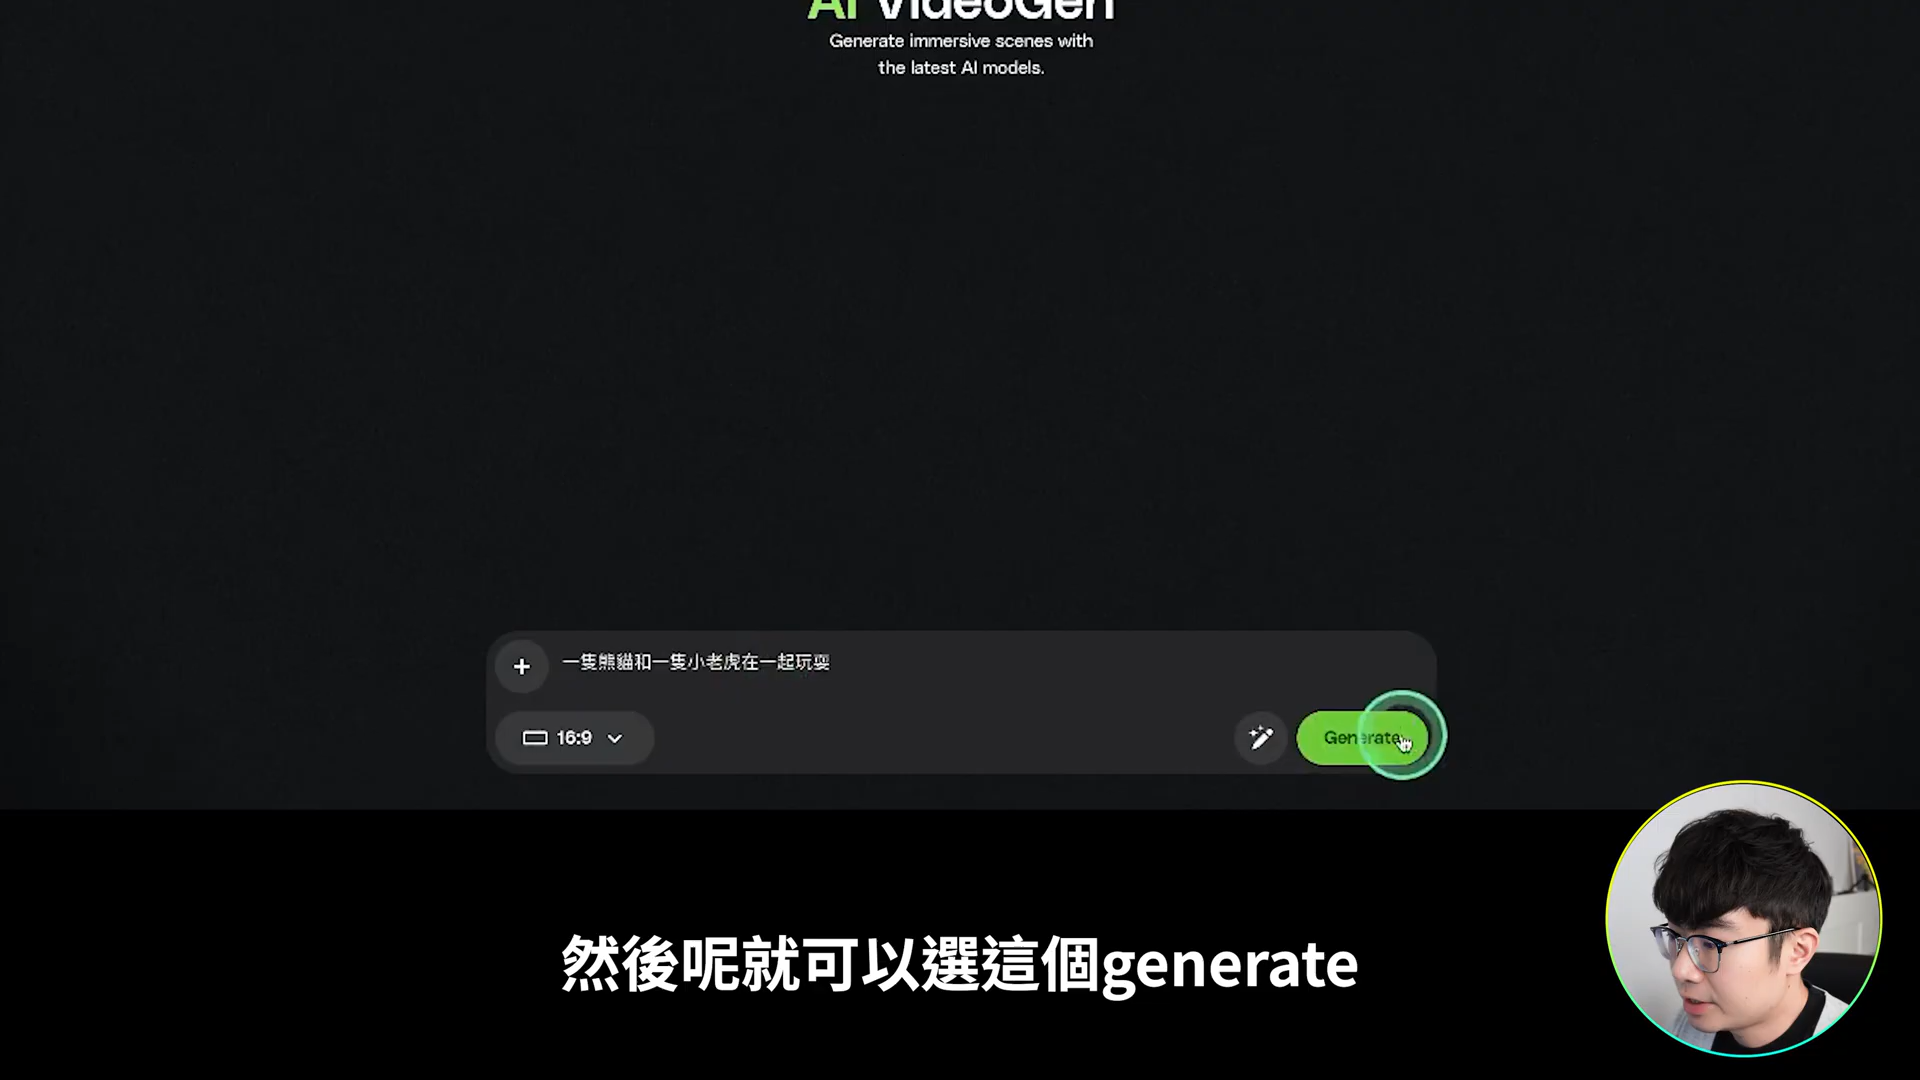 AI VideoGen
Generate immersive scenes with
the latest AI models.
一隻熊貓和一隻小老虎在一起玩耍
16:9
Generate
然後呢就可以選這個generate